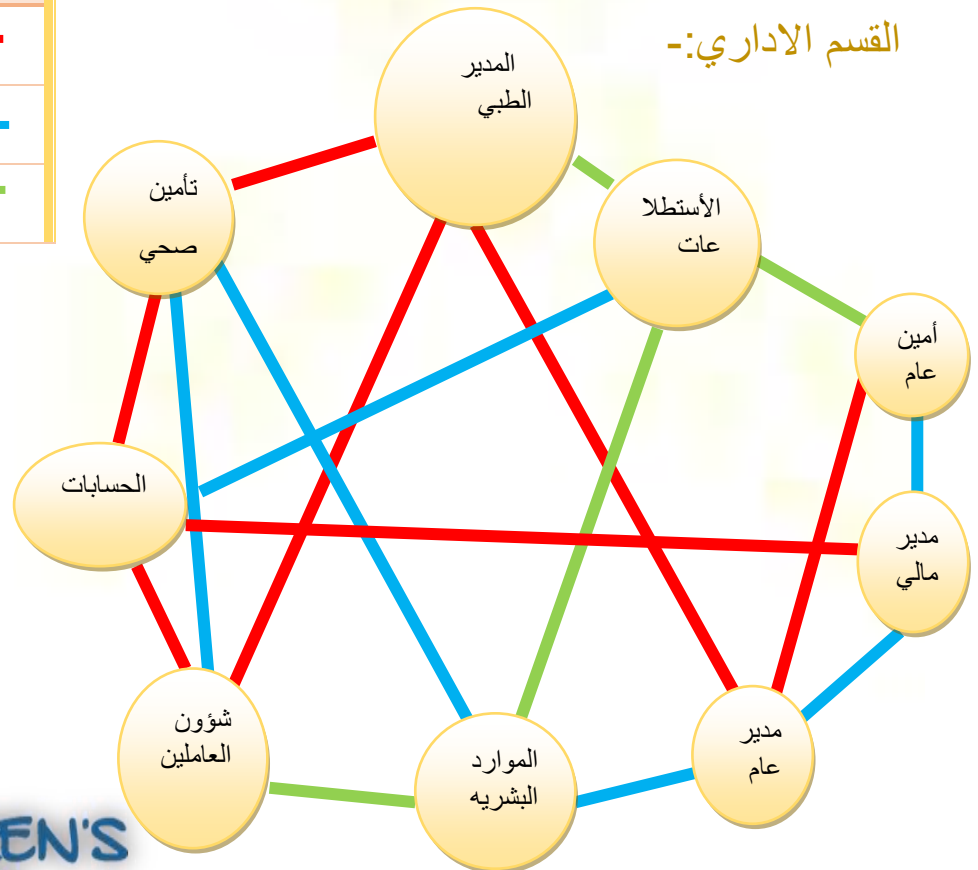 القسم الاداري:-
المدير
الطبي
الأستطلا
عات
تأمين
صحي
أمين
عام
الحسابات
مدير
مالي
شؤون
العاملين
الموارد
البشريه
مدير
عام
EN'S